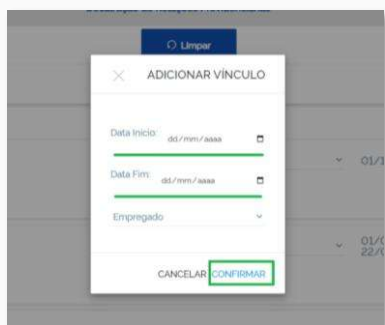 Limpar
ADICIONAR VÍNCULO
Data Inicio: dd/mm/aaaa
Data Fim: dd/mm/aaaa
Empregado
CANCELAR CONFIRMAR
01/1
01/0
22/0